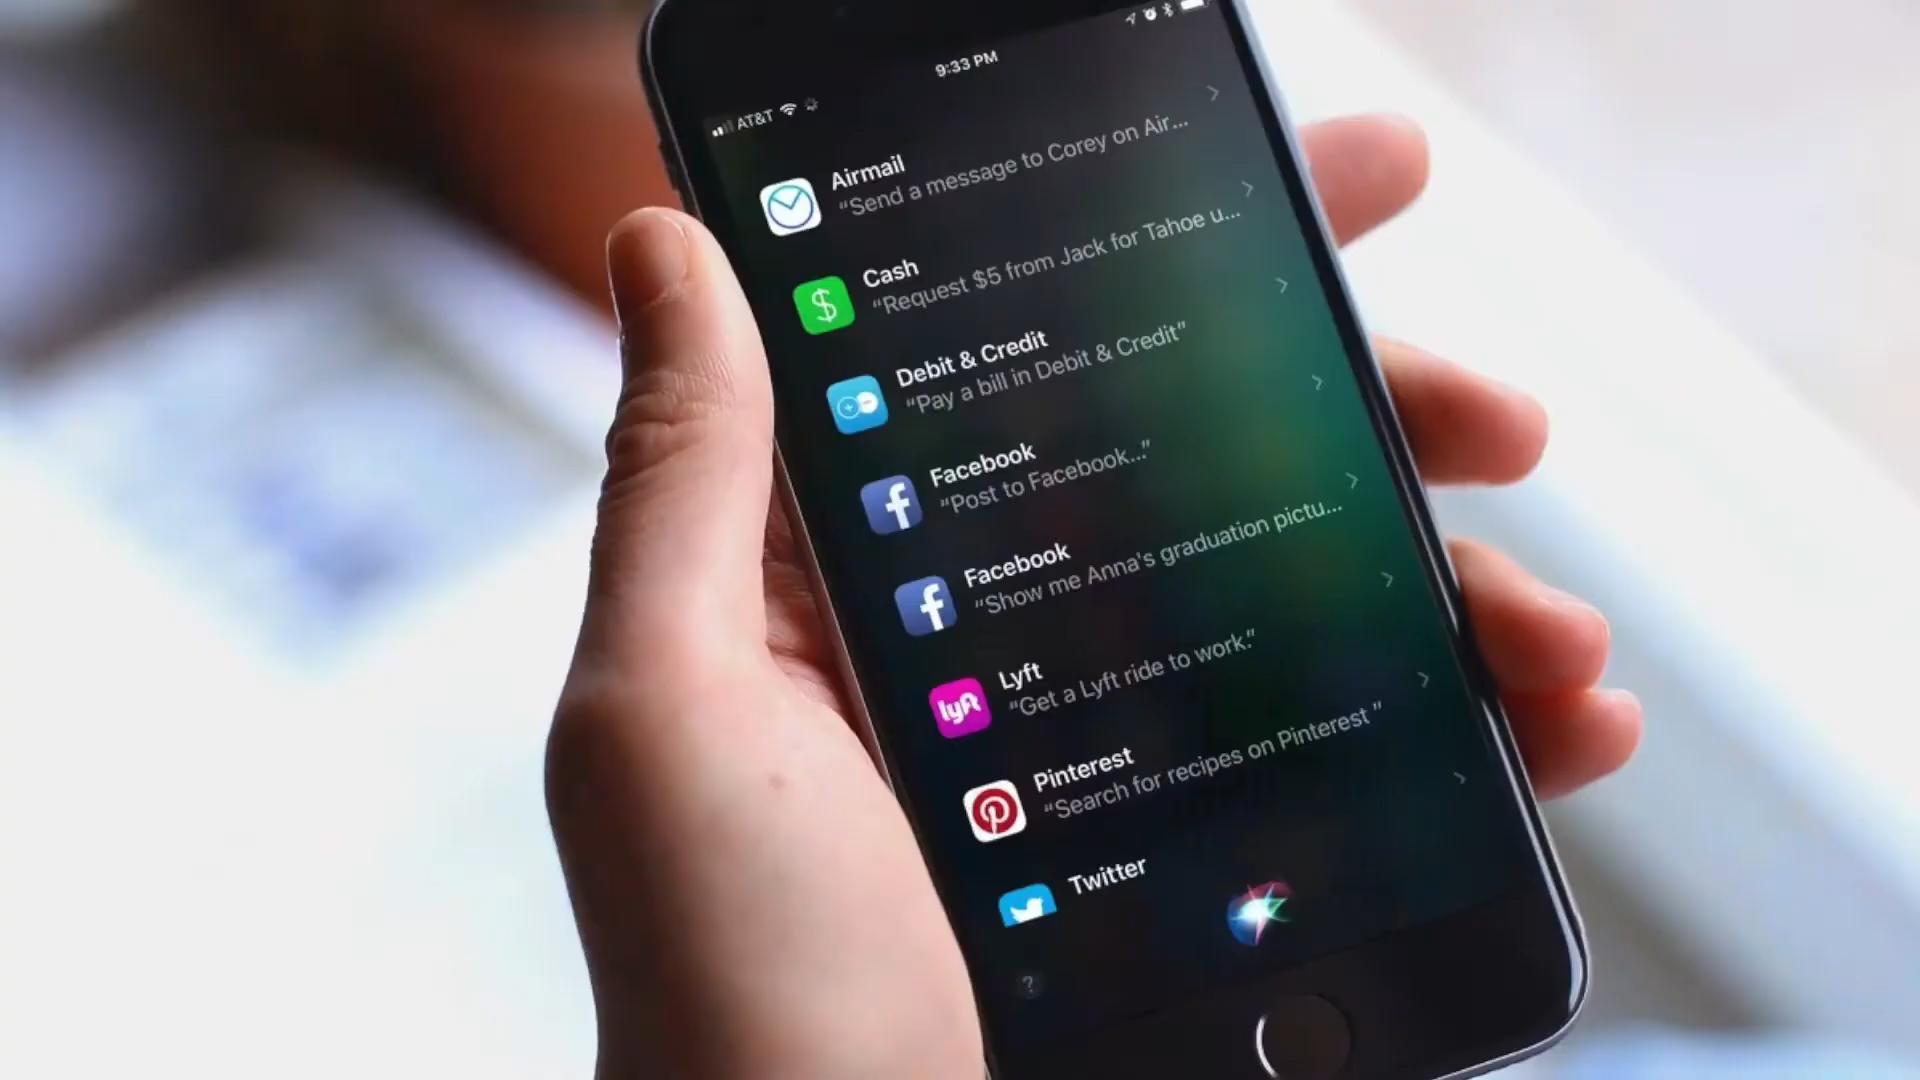 9:33 PM
AT&T
Airmail
“Send a message to Corey on Air...
Cash
“Request $5 from Jack for Tahoe u...
Debit & Credit
“Pay a bill in Debit & Credit”
Facebook
“Post to Facebook...”
Facebook
“Show me Anna's graduation pictu...
Lyft
“Get a Lyft ride to work.”
lyft
Pinterest
“Search for recipes on Pinterest ”
Twitter
?